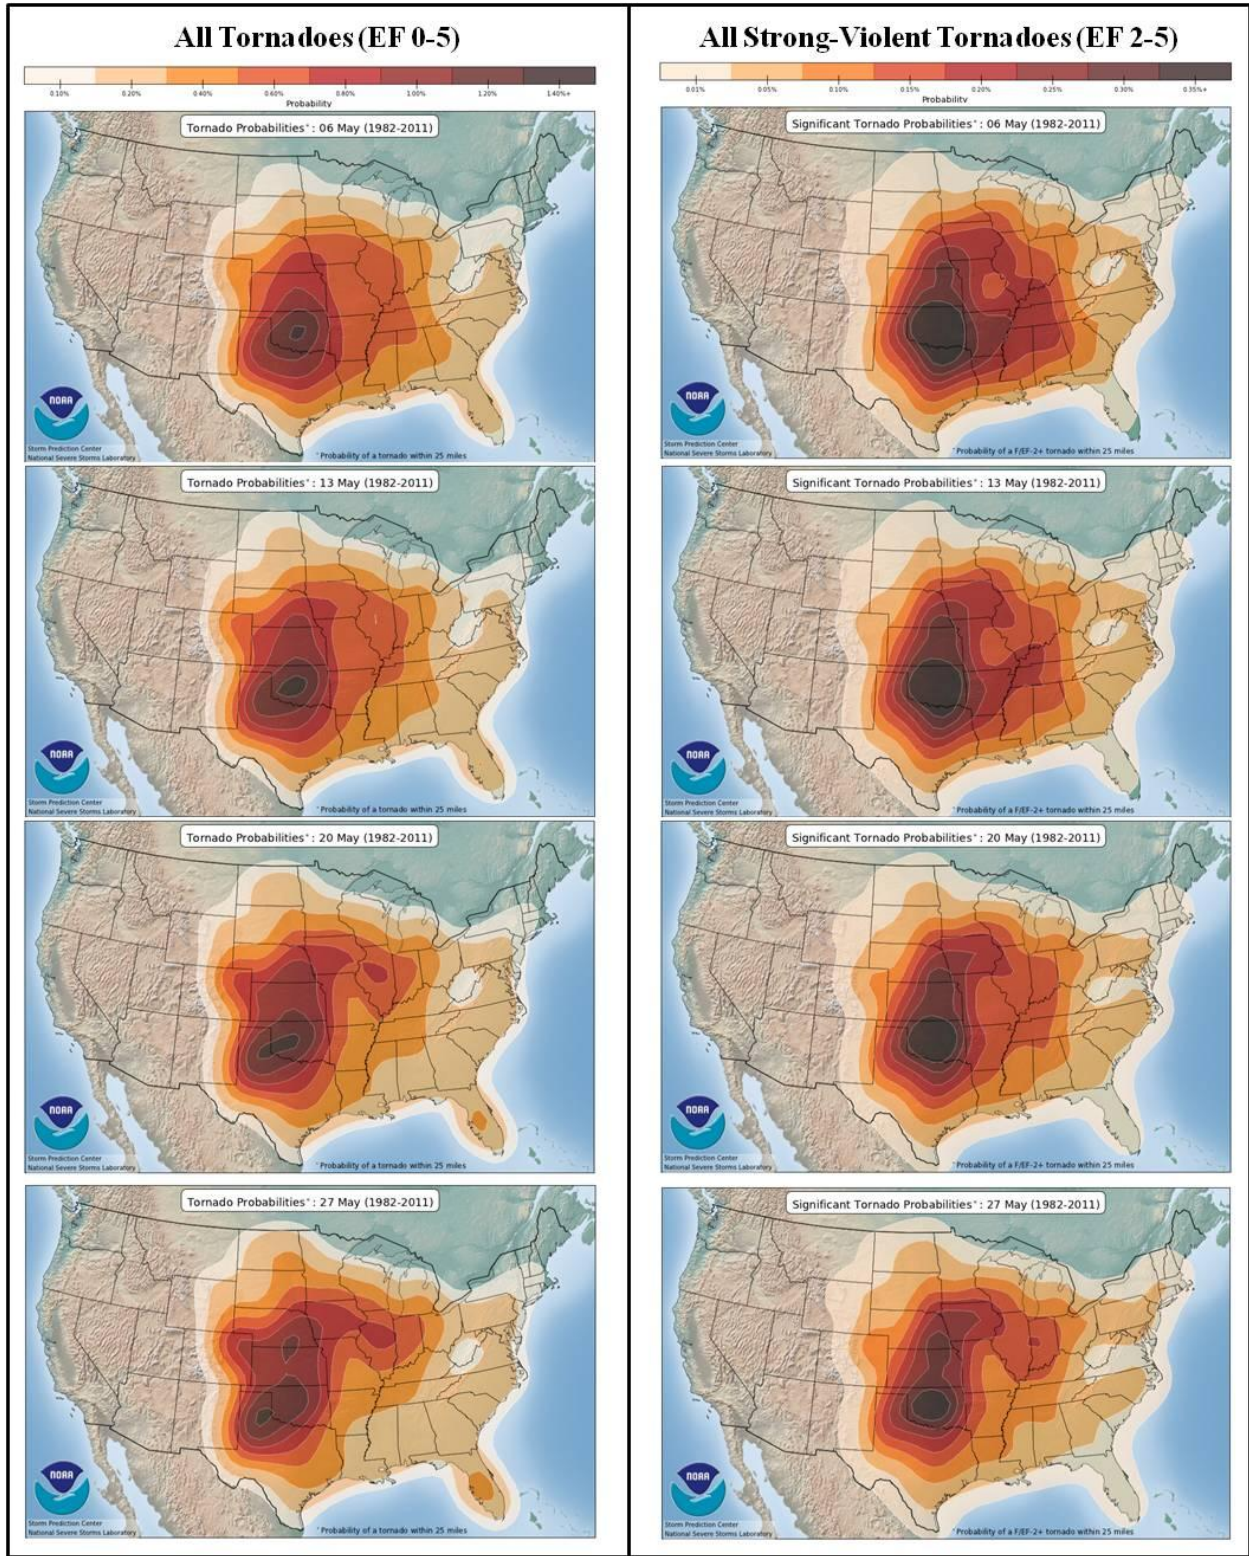 All Tornadoes (EF 0-5)
0.10% 0.20% 0.40% 0.60% 0.80% 1.00% 1.20% 1.40%+
Probability
Tornado Probabilities*: 06 May (1982-2011)
NOAA
Storm Prediction Center
National Severe Storms Laboratory
*Probability of a tornado within 25 miles
Tornado Probabilities*: 13 May (1982-2011)
NOAA
Storm Prediction Center
National Severe Storms Laboratory
*Probability of a tornado within 25 miles
Tornado Probabilities*: 20 May (1982-2011)
NOAA
Storm Prediction Center
National Severe Storms Laboratory
*Probability of a tornado within 25 miles
Tornado Probabilities*: 27 May (1982-2011)
NOAA
Storm Prediction Center
National Severe Storms Laboratory
*Probability of a tornado within 25 miles
All Strong-Violent Tornadoes (EF 2-5)
0.01% 0.05% 0.10% 0.15% 0.20% 0.25% 0.30% 0.35%+
Probability
Significant Tornado Probabilities*: 06 May (1982-2011)
NOAA
Storm Prediction Center
National Severe Storms Laboratory
*Probability of a F/EF-2+ tornado within 25 miles
Significant Tornado Probabilities*: 13 May (1982-2011)
NOAA
Storm Prediction Center
National Severe Storms Laboratory
*Probability of a F/EF-2+ tornado within 25 miles
Significant Tornado Probabilities*: 20 May (1982-2011)
NOAA
Storm Prediction Center
National Severe Storms Laboratory
*Probability of a F/EF-2+ tornado within 25 miles
Significant Tornado Probabilities*: 27 May (1982-2011)
NOAA
Storm Prediction Center
National Severe Storms Laboratory
*Probability of a F/EF-2+ tornado within 25 miles